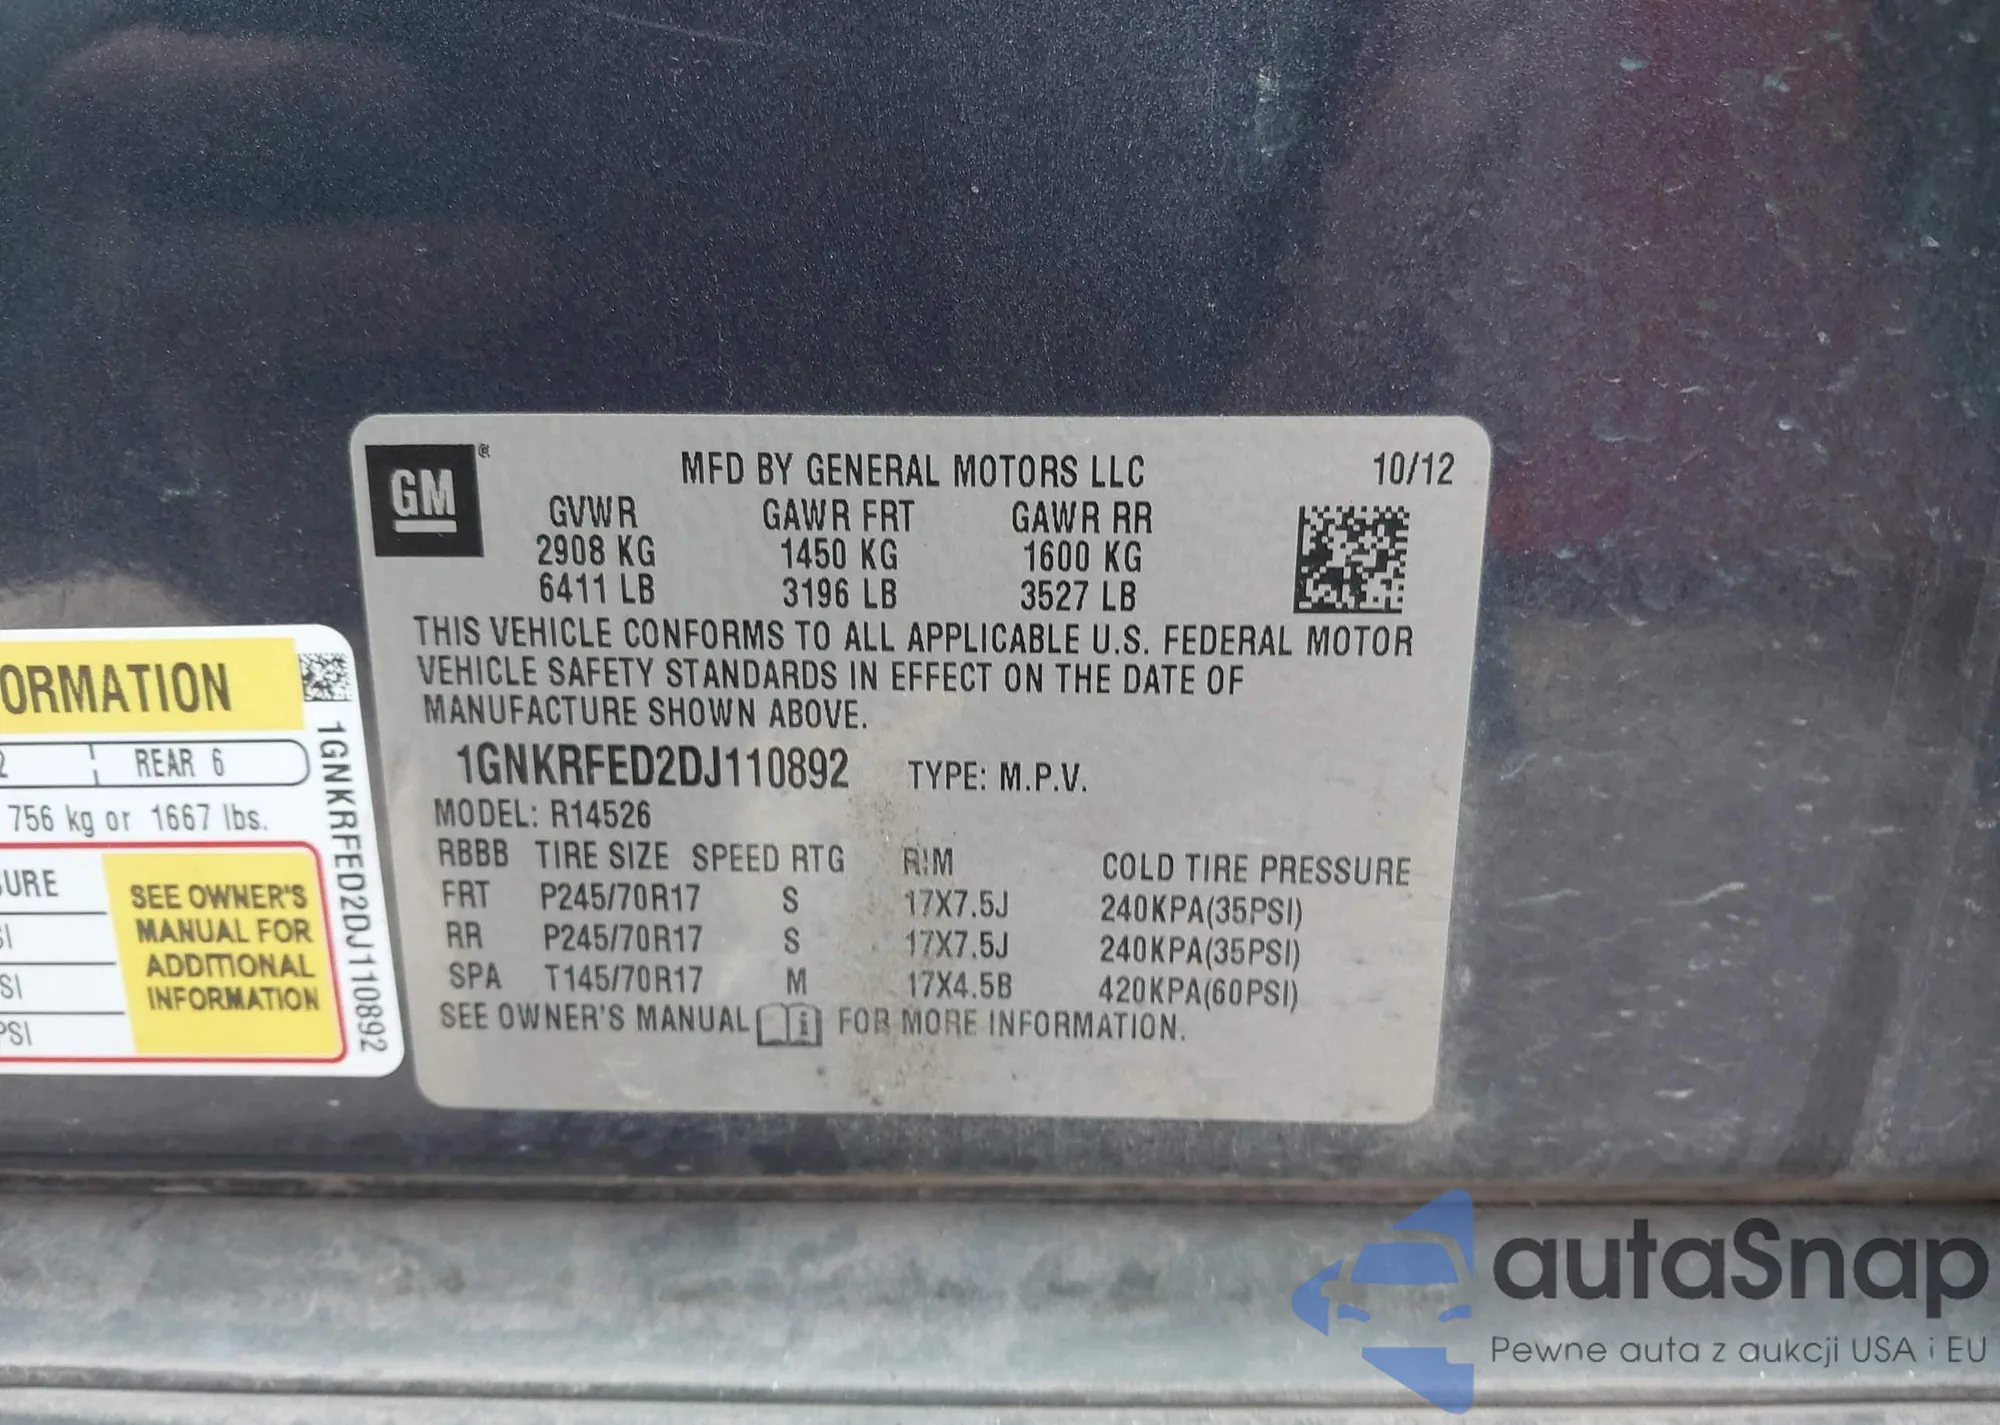 GM®
MFD BY GENERAL MOTORS LLC 10/12
GVWR GAWR FRT GAWR RR
2908 KG 1450 KG 1600 KG
6411 LB 3196 LB 3527 LB
THIS VEHICLE CONFORMS TO ALL APPLICABLE U.S. FEDERAL MOTOR
VEHICLE SAFETY STANDARDS IN EFFECT ON THE DATE OF
MANUFACTURE SHOWN ABOVE.
1GNKRFED2DJ110892 TYPE: M.P.V.
MODEL: R14526
RBBB TIRE SIZE SPEED RTG RIM COLD TIRE PRESSURE
FRT P245/70R17 S 17X7.5J 240KPA(35PSI)
RR P245/70R17 S 17X7.5J 240KPA(35PSI)
SPA T145/70R17 M 17X4.5B 420KPA(60PSI)
SEE OWNER'S MANUAL i FOR MORE INFORMATION.
ORMATION
2 REAR 6
756 kg or 1667 lbs.
URE
SI
SI
PSI
SEE OWNER'S
MANUAL FOR
ADDITIONAL
INFORMATION
1GNKRFED2DJ110892
autaSnap
Pewne auta z aukcji USA i EU